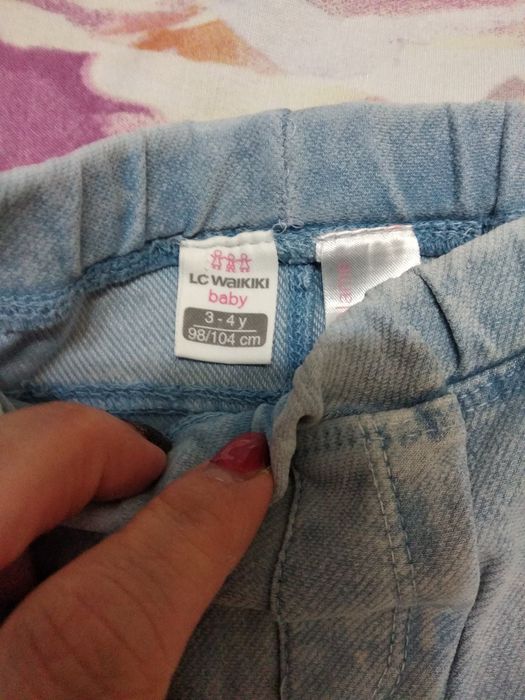 LC WAIKIKI
baby
3 - 4 y
98/104 cm